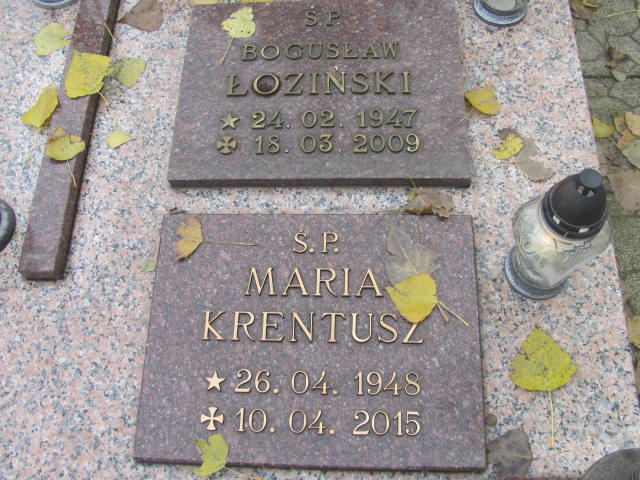 Ś.P.
BOGUSŁAW
ŁOZIŃSKI
24. 02. 1947
18. 03. 2009
Ś.P.
MARIA
KRENTUSZ
26. 04. 1948
10. 04. 2015